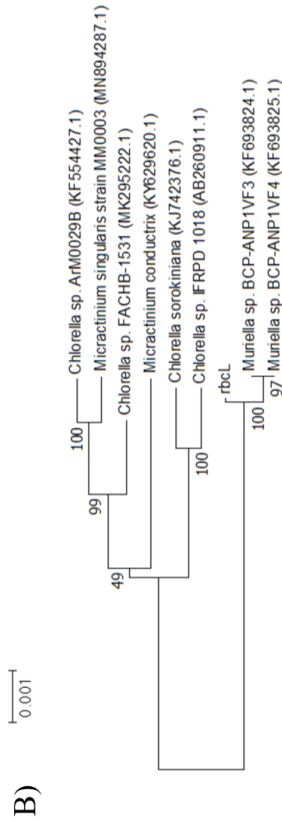 B)
0.001
Chlorella sp. ArM0029B (KF554427.1)
Micractinium singularis strain MM0003 (MN894287.1)
Chlorella sp. FACHB-1531 (MK295222.1)
Micractinium conductrix (KY629620.1)
Chlorella sorokiniana (KJ742376.1)
Chlorella sp. IFRPD 1018 (AB260911.1)
rbcL
Muriella sp. BCP-ANP1VF3 (KF693824.1)
Muriella sp. BCP-ANP1VF4 (KF693825.1)
100
99
49
100
100
97